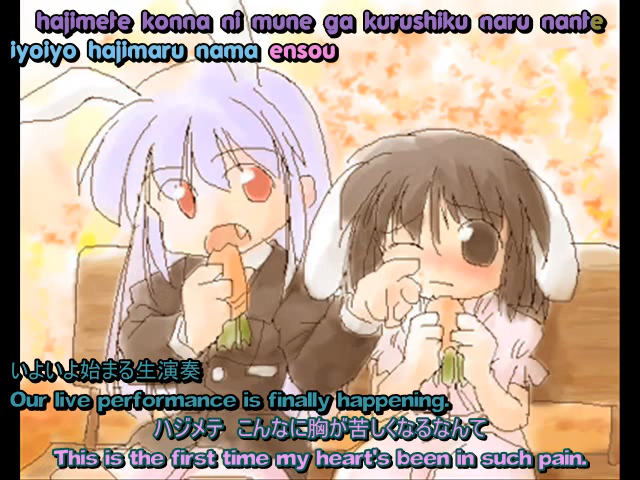 hajimete konna ni mune ga kurushiku naru nante
iyoiyo hajimaru nama ensou
いよいよ始まる生演奏
Our live performance is finally happening.
ハジメテ こんなに胸が苦しくなるなんて
This is the first time my heart's been in such pain.